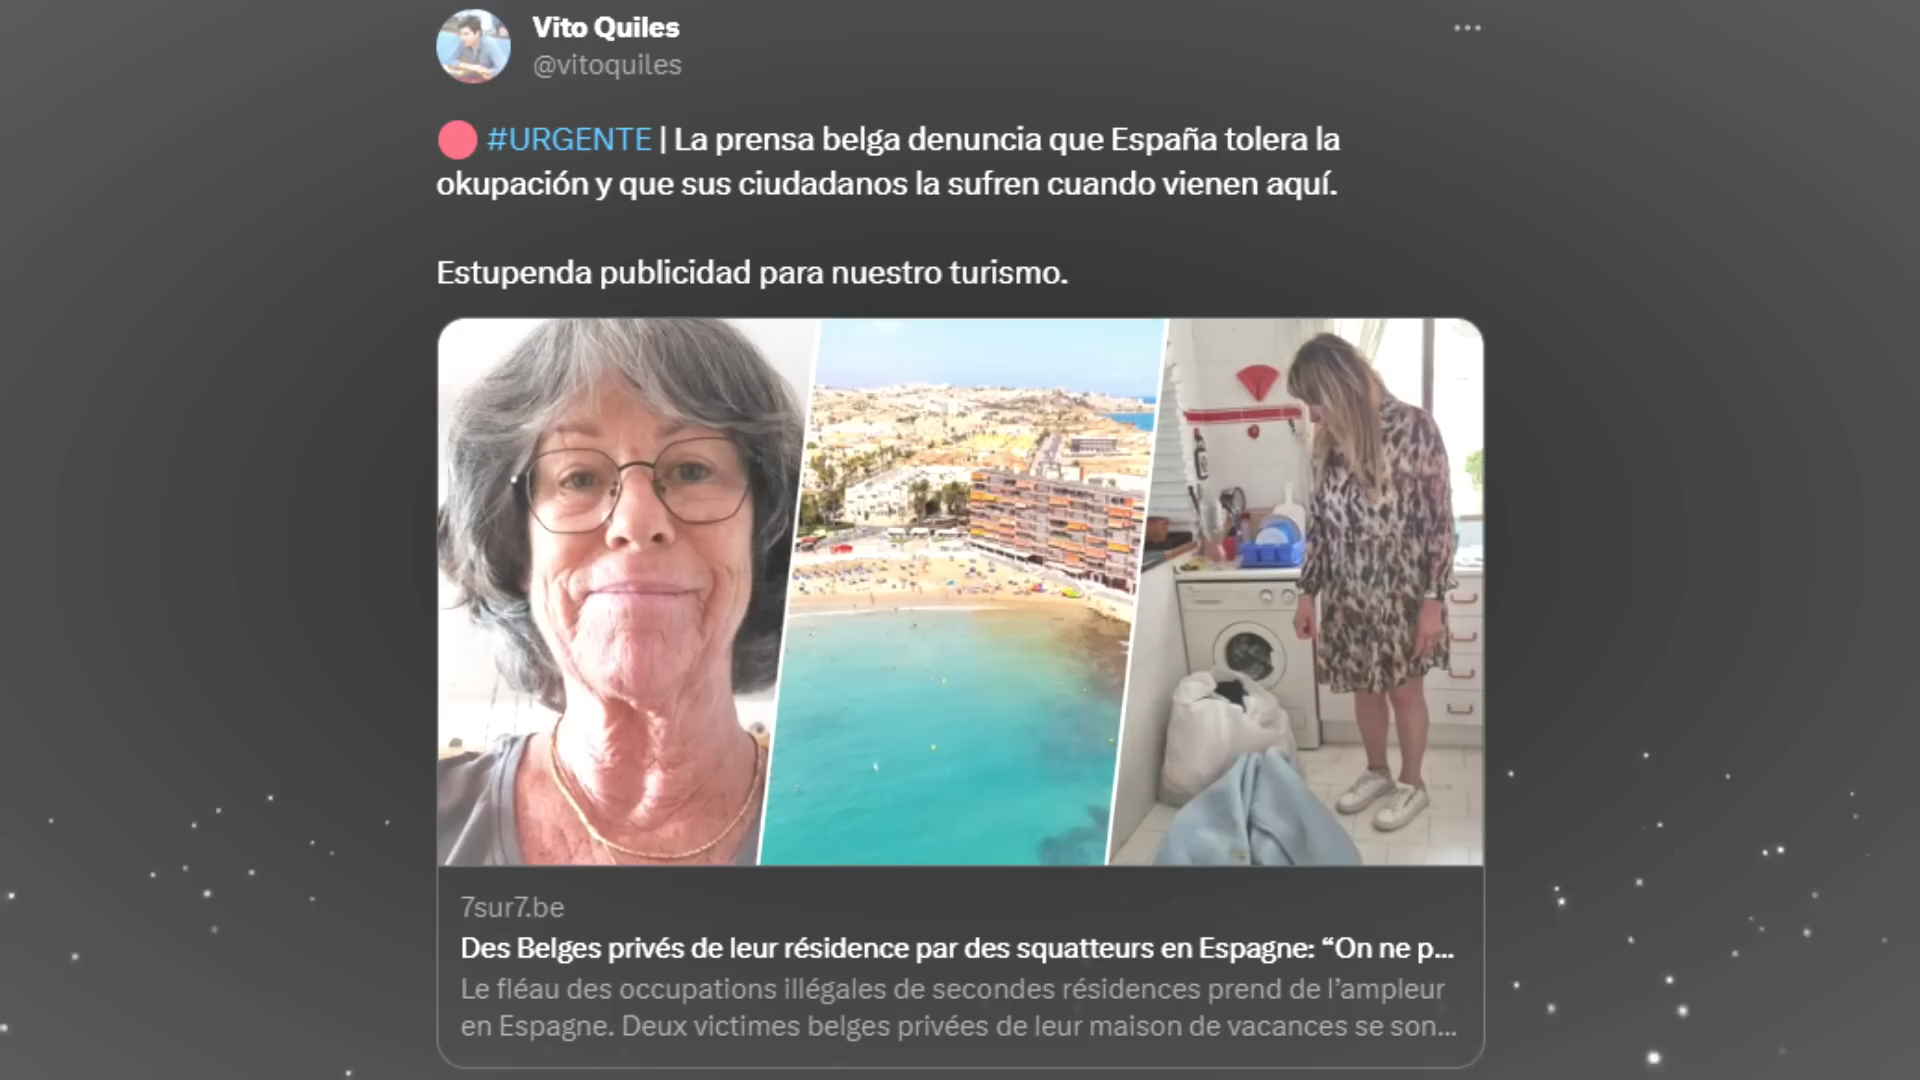 Vito Quiles
@vitoquiles
#URGENTE | La prensa belga denuncia que España tolera la
okupación y que sus ciudadanos la sufren cuando vienen aquí.
Estupenda publicidad para nuestro turismo.
7sur7.be
Des Belges privés de leur résidence par des squatteurs en Espagne: “On ne p...
Le fléau des occupations illégales de secondes résidences prend de l’ampleur
en Espagne. Deux victimes belges privées de leur maison de vacances se son...